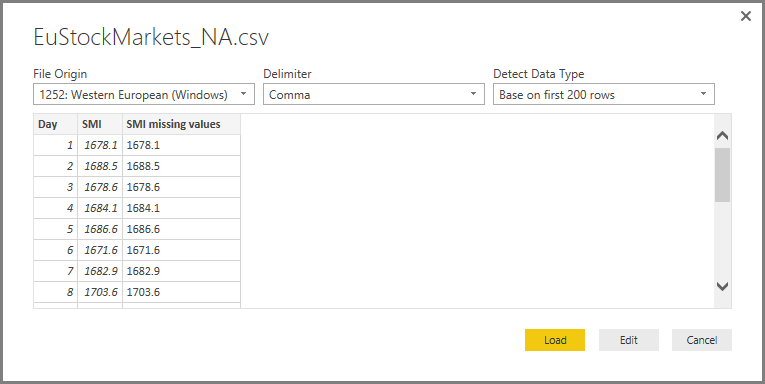 EuStockMarkets_NA.csv
File Origin Delimiter Detect Data Type
1252: Western European (Windows) Comma Base on first 200 rows
Day SMI SMI missing values
1 1678.1 1678.1
2 1688.5 1688.5
3 1678.6 1678.6
4 1684.1 1684.1
5 1686.6 1686.6
6 1671.6 1671.6
7 1682.9 1682.9
8 1703.6 1703.6
Load Edit Cancel